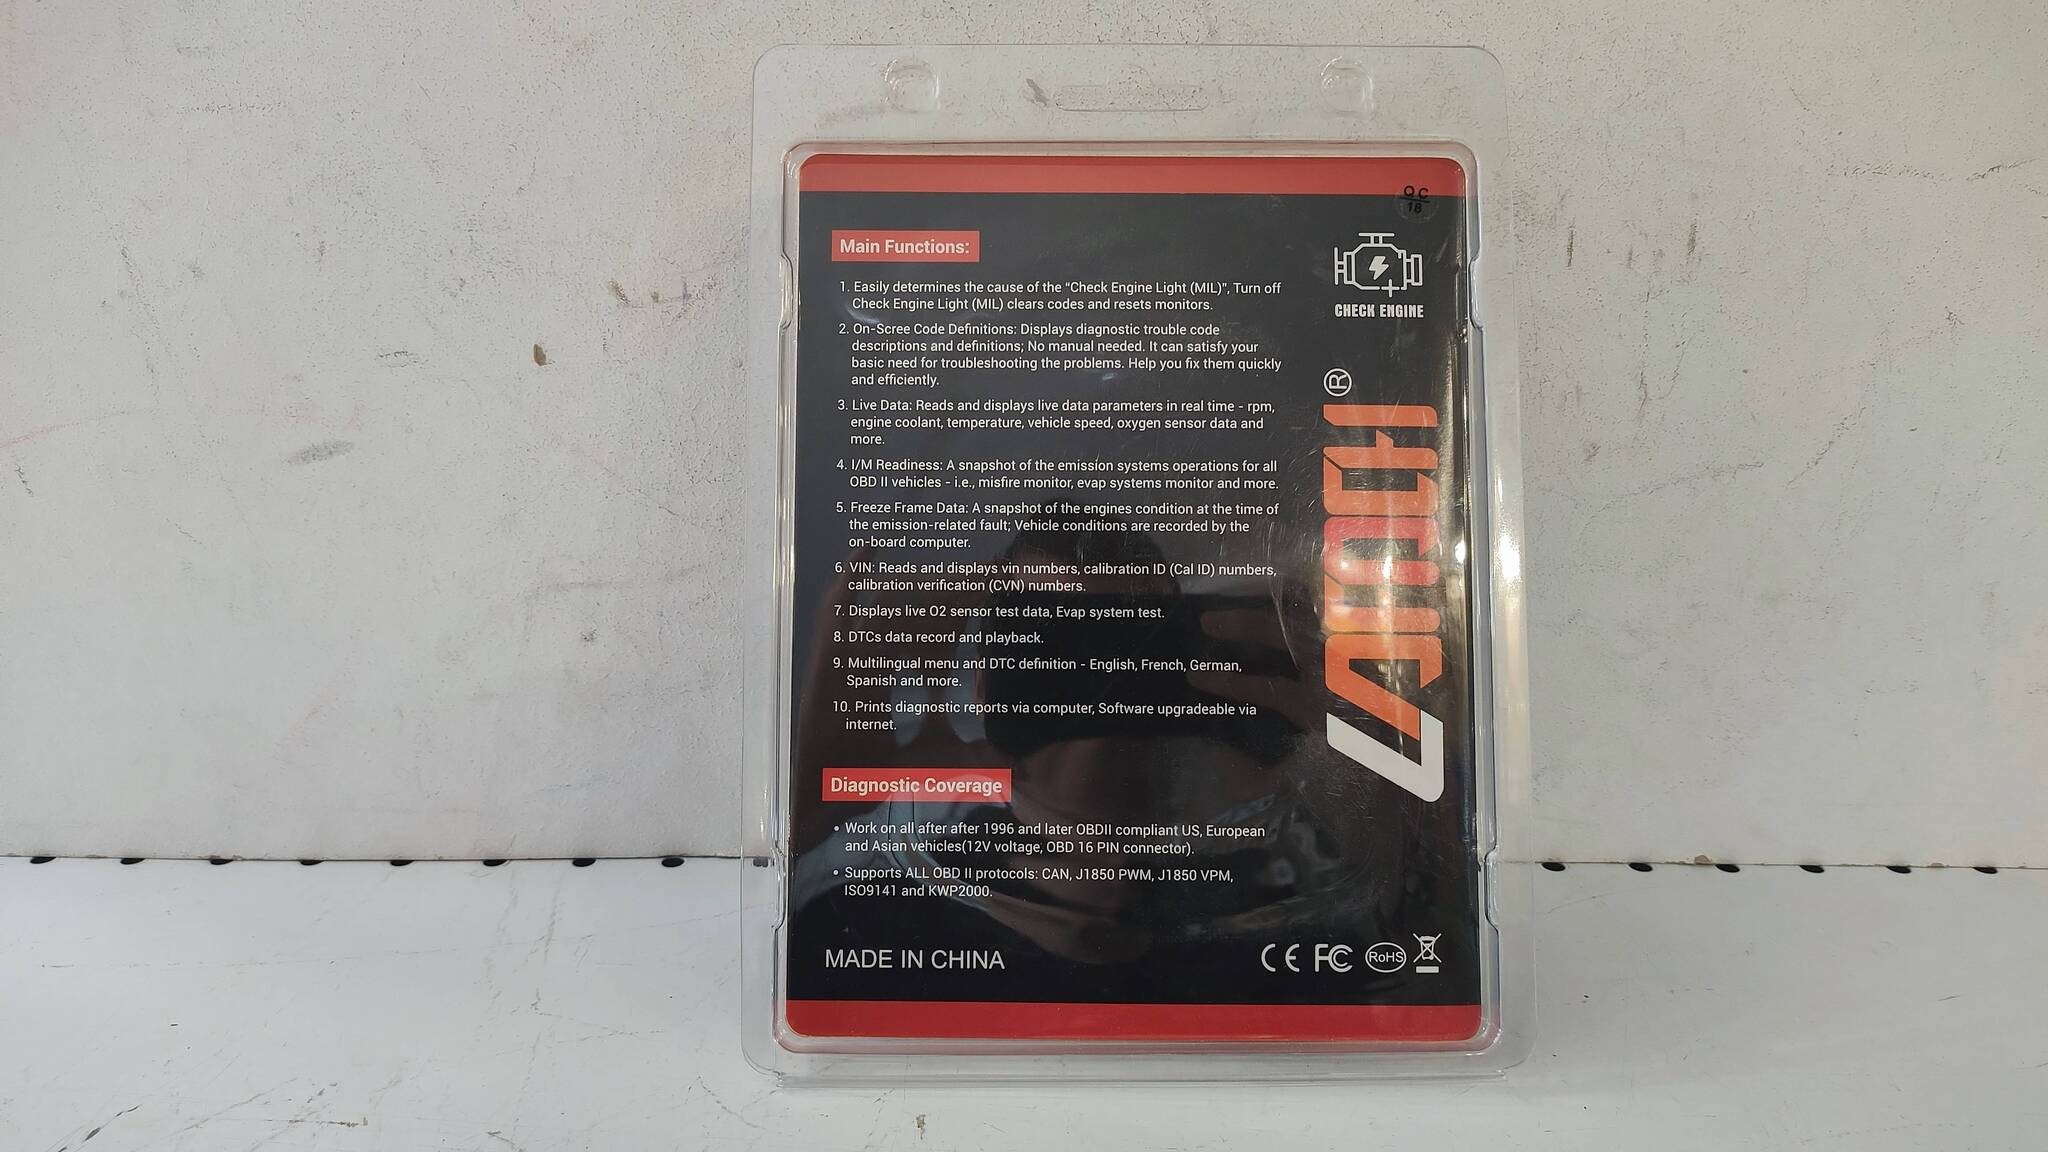 QC
18
Main Functions:
1. Easily determines the cause of the “Check Engine Light (MIL)”, Turn off
Check Engine Light (MIL) clears codes and resets monitors.
2. On-Scree Code Definitions: Displays diagnostic trouble code
descriptions and definitions; No manual needed. It can satisfy your
basic need for troubleshooting the problems. Help you fix them quickly
and efficiently.
3. Live Data: Reads and displays live data parameters in real time - rpm,
engine coolant, temperature, vehicle speed, oxygen sensor data and
more.
4. I/M Readiness: A snapshot of the emission systems operations for all
OBD II vehicles - i.e., misfire monitor, evap systems monitor and more.
5. Freeze Frame Data: A snapshot of the engines condition at the time of
the emission-related fault; Vehicle conditions are recorded by the
on-board computer.
6. VIN: Reads and displays vin numbers, calibration ID (Cal ID) numbers,
calibration verification (CVN) numbers.
7. Displays live O2 sensor test data, Evap system test.
8. DTCs data record and playback.
9. Multilingual menu and DTC definition - English, French, German,
Spanish and more.
10. Prints diagnostic reports via computer, Software upgradeable via
internet.
CHECK ENGINE
®
Diagnostic Coverage
• Work on all after after 1996 and later OBDII compliant US, European
and Asian vehicles(12V voltage, OBD 16 PIN connector).
• Supports ALL OBD II protocols: CAN, J1850 PWM, J1850 VPM,
ISO9141 and KWP2000.
MADE IN CHINA
CE FC RoHS